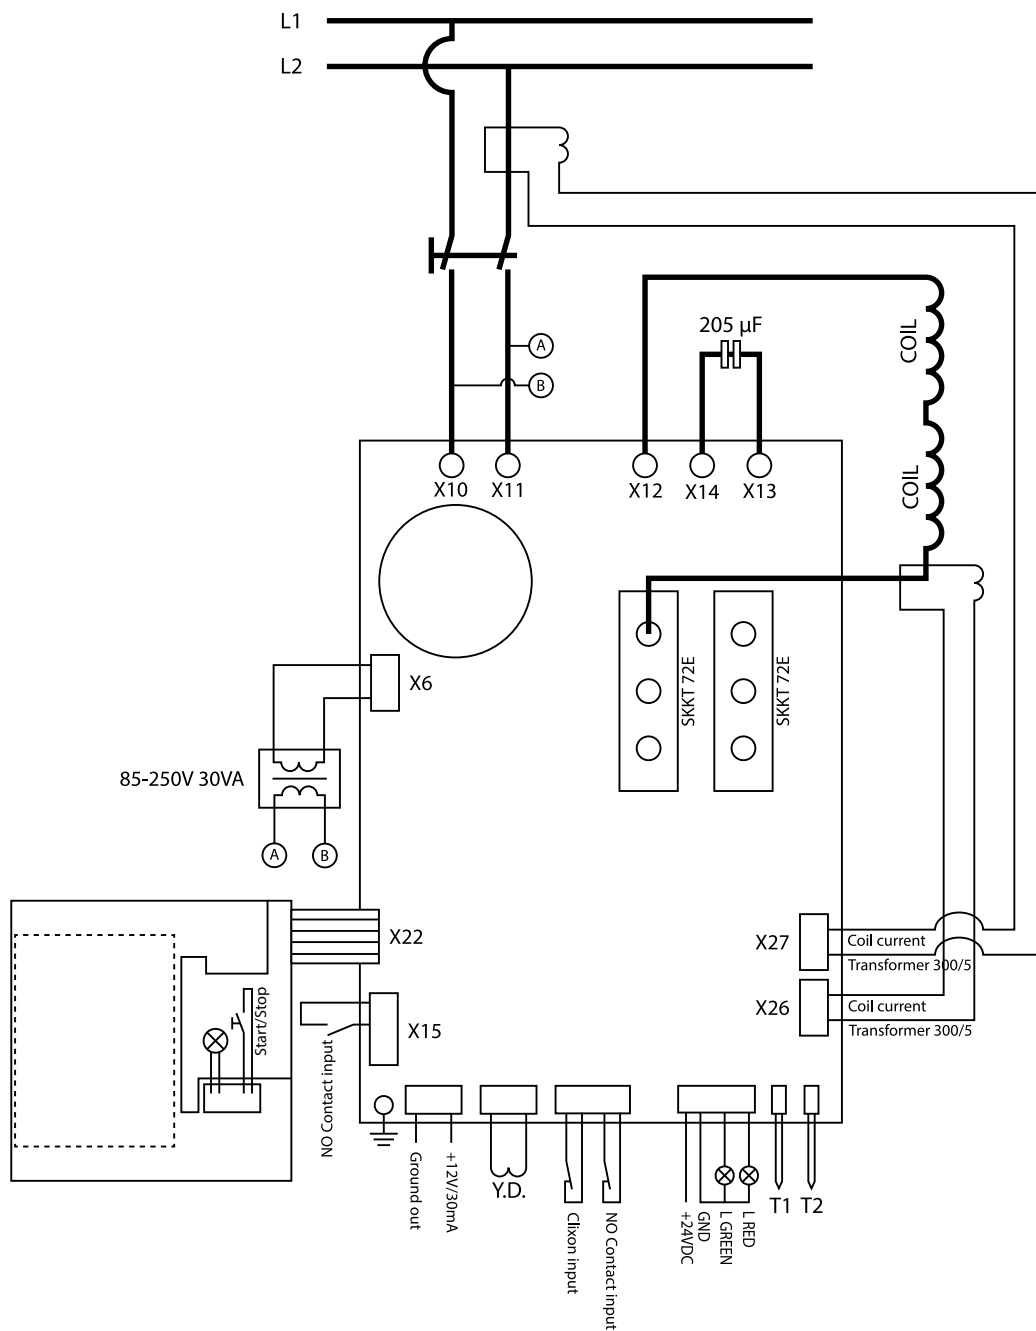 L1
L2
205 µF
COIL
COIL
A
B
X10
X11
X12
X14
X13
SKKT 72E
SKKT 72E
X6
85-250V 30VA
A
B
X22
X27
Coil current
Transformer 300/5
X26
Coil current
Transformer 300/5
Start/Stop
X15
NO Contact input
Ground out
+12V/30mA
Y.D.
Clixon input
NO Contact input
+24VDC
GND
L GREEN
L RED
T1
T2